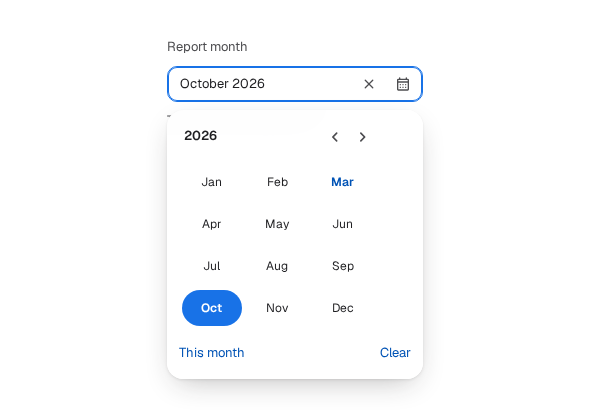 Report month
October 2026
2026
Jan Feb Mar
Apr May Jun
Jul Aug Sep
Oct Nov Dec
This month Clear